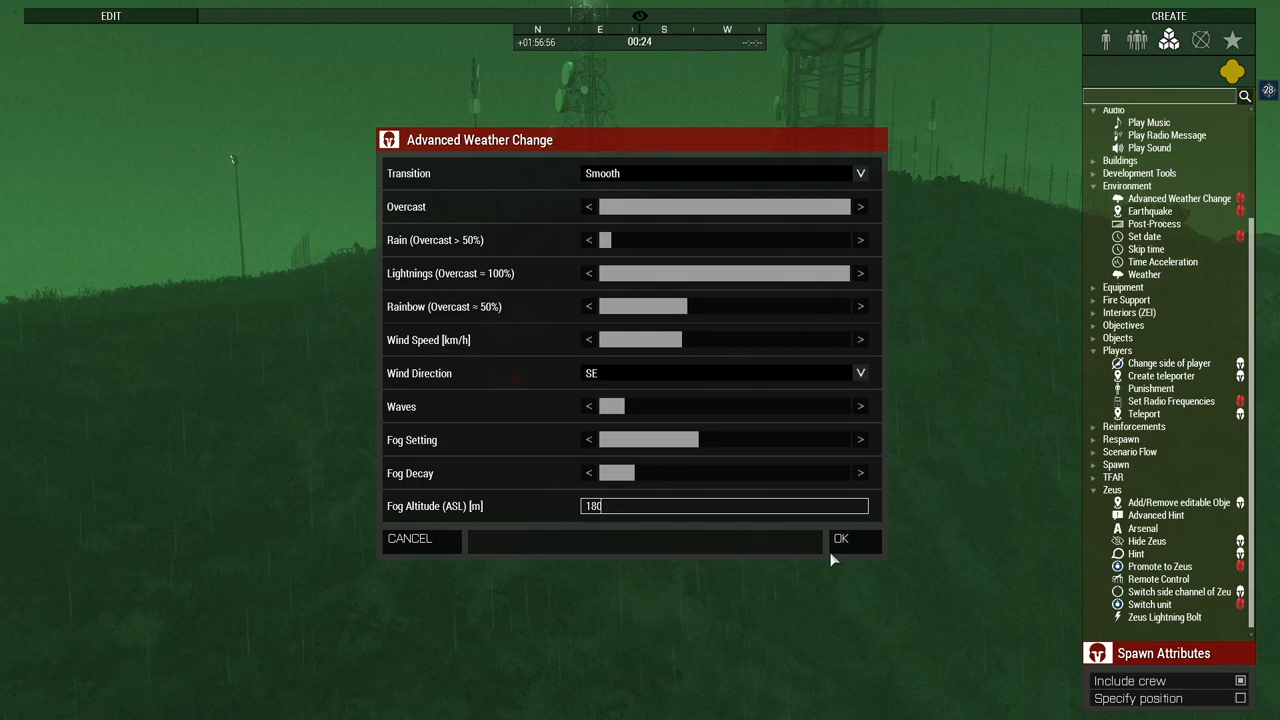 EDIT
CREATE
N E S W
+01:56:56 00:24 --:--:--
28
Advanced Weather Change
Transition Smooth V
Overcast < >
Rain (Overcast > 50%) < >
Lightnings (Overcast ≈ 100%) < >
Rainbow (Overcast ≈ 50%) < >
Wind Speed [km/h] < >
Wind Direction SE V
Waves < >
Fog Setting < >
Fog Decay < >
Fog Altitude (ASL) [m] 180
CANCEL OK
Audio
Play Music
Play Radio Message
Play Sound
Buildings
Development Tools
Environment
Advanced Weather Change
Earthquake
Post-Process
Set date
Skip time
Time Acceleration
Weather
Equipment
Fire Support
Interiors (ZEI)
Objectives
Objects
Players
Change side of player
Create teleporter
Punishment
Set Radio Frequencies
Teleport
Reinforcements
Respawn
Scenario Flow
Spawn
TFAR
Zeus
Add/Remove editable Obje
Advanced Hint
Arsenal
Hide Zeus
Hint
Promote to Zeus
Remote Control
Switch side channel of Zeu
Switch unit
Zeus Lightning Bolt
Spawn Attributes
Include crew
Specify position